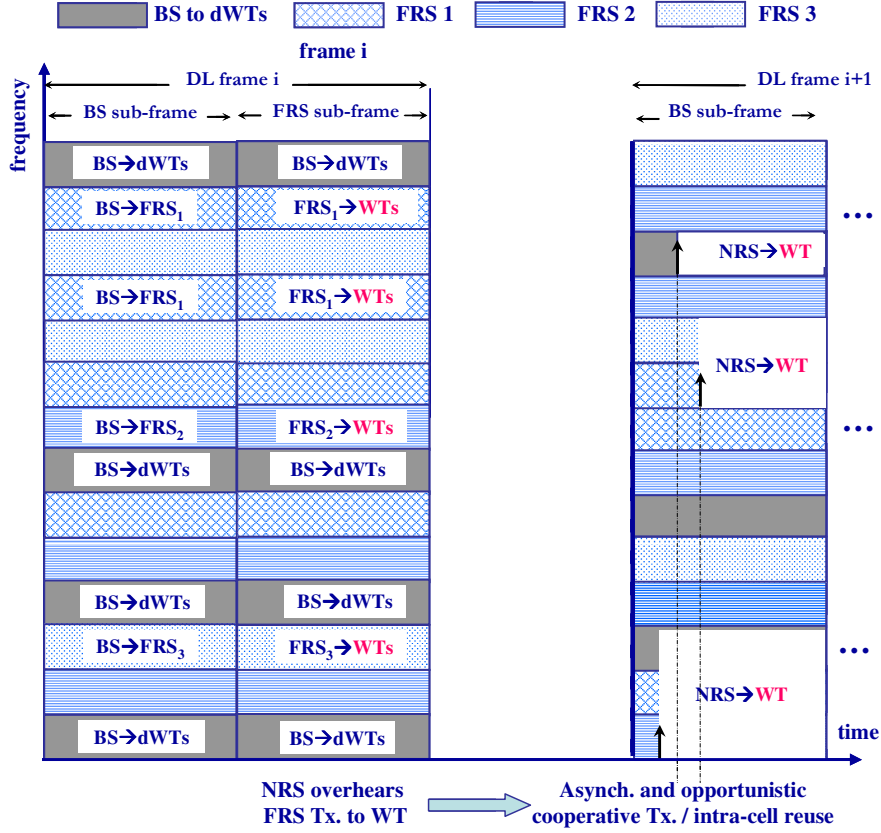 BS to dWTs FRS 1 FRS 2 FRS 3
frame i
DL frame i DL frame i+1
BS sub-frame FRS sub-frame BS sub-frame
frequency
BS→dWTs BS→dWTs
BS→FRS1 FRS1→WTs
...
NRS→WT
BS→FRS1 FRS1→WTs
NRS→WT
BS→FRS2 FRS2→WTs
...
BS→dWTs BS→dWTs
BS→dWTs BS→dWTs
BS→FRS3 FRS3→WTs
...
NRS→WT
BS→dWTs BS→dWTs
time
NRS overhears
FRS Tx. to WT
Asynch. and opportunistic
cooperative Tx. / intra-cell reuse